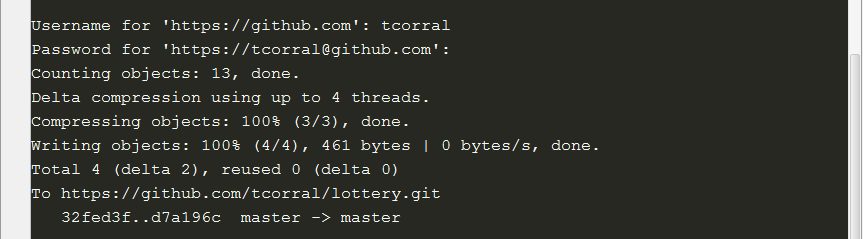 Username for 'https://github.com': tcorral
Password for 'https://tcorral@github.com':
Counting objects: 13, done.
Delta compression using up to 4 threads.
Compressing objects: 100% (3/3), done.
Writing objects: 100% (4/4), 461 bytes | 0 bytes/s, done.
Total 4 (delta 2), reused 0 (delta 0)
To https://github.com/tcorral/lottery.git
   32fed3f..d7a196c  master -> master